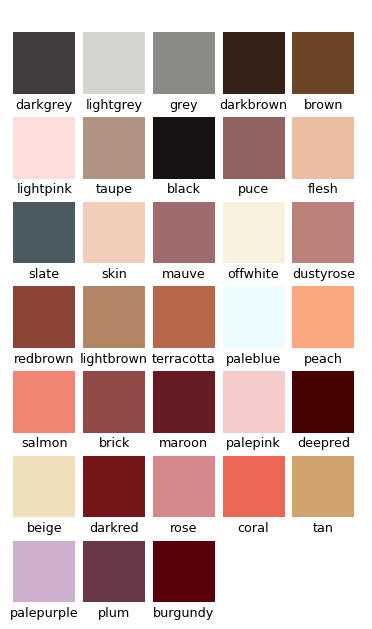 darkgrey lightgrey grey darkbrown brown
lightpink taupe black puce flesh
slate skin mauve offwhite dustyrose
redbrown lightbrown terracotta paleblue peach
salmon brick maroon palepink deepred
beige darkred rose coral tan
palepurple plum burgundy